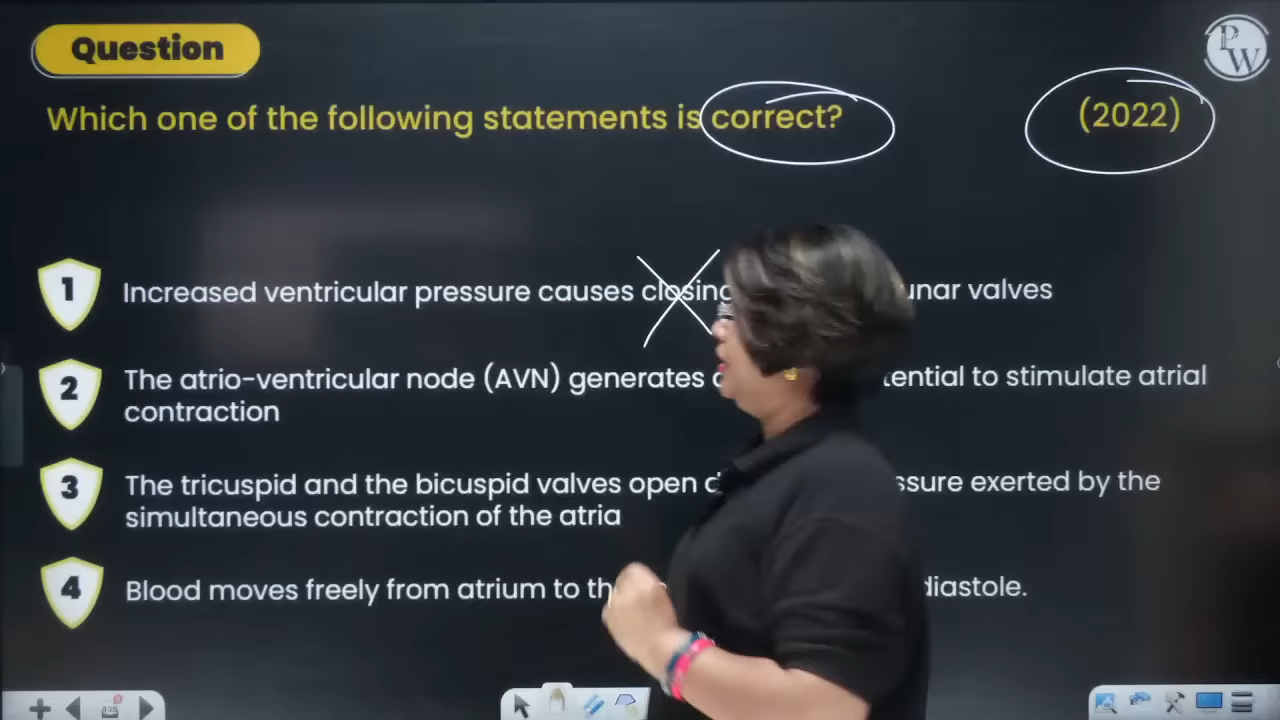 Question
PW
Which one of the following statements is correct?
(2022)
1
Increased ventricular pressure causes closing unar valves
2
The atrio-ventricular node (AVN) generates tential to stimulate atrial
contraction
3
The tricuspid and the bicuspid valves open ssure exerted by the
simultaneous contraction of the atria
4
Blood moves freely from atrium to diastole.